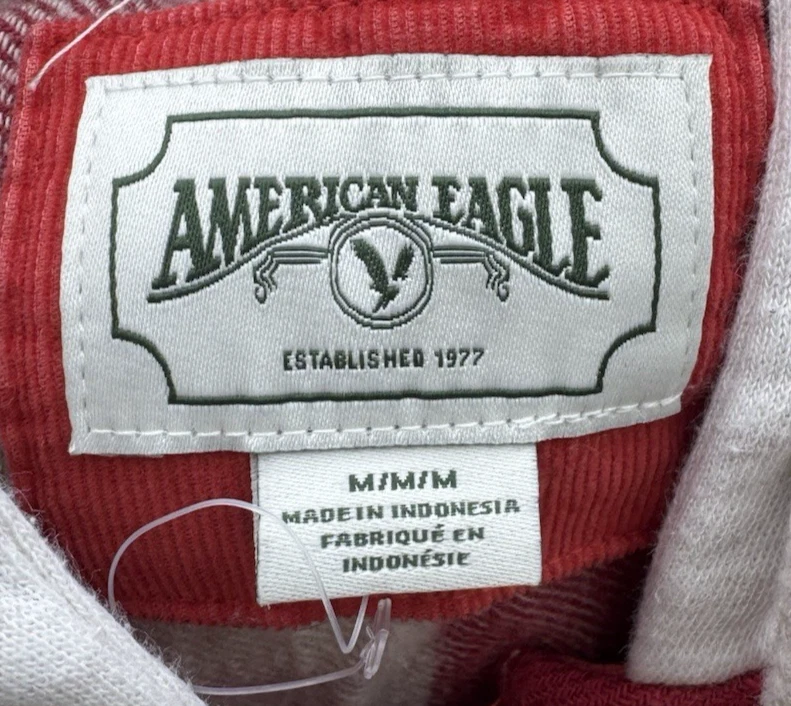 AMERICAN EAGLE
ESTABLISHED 1977
M/M/M
MADE IN INDONESIA
FABRIQUÉ EN
INDONÉSIE